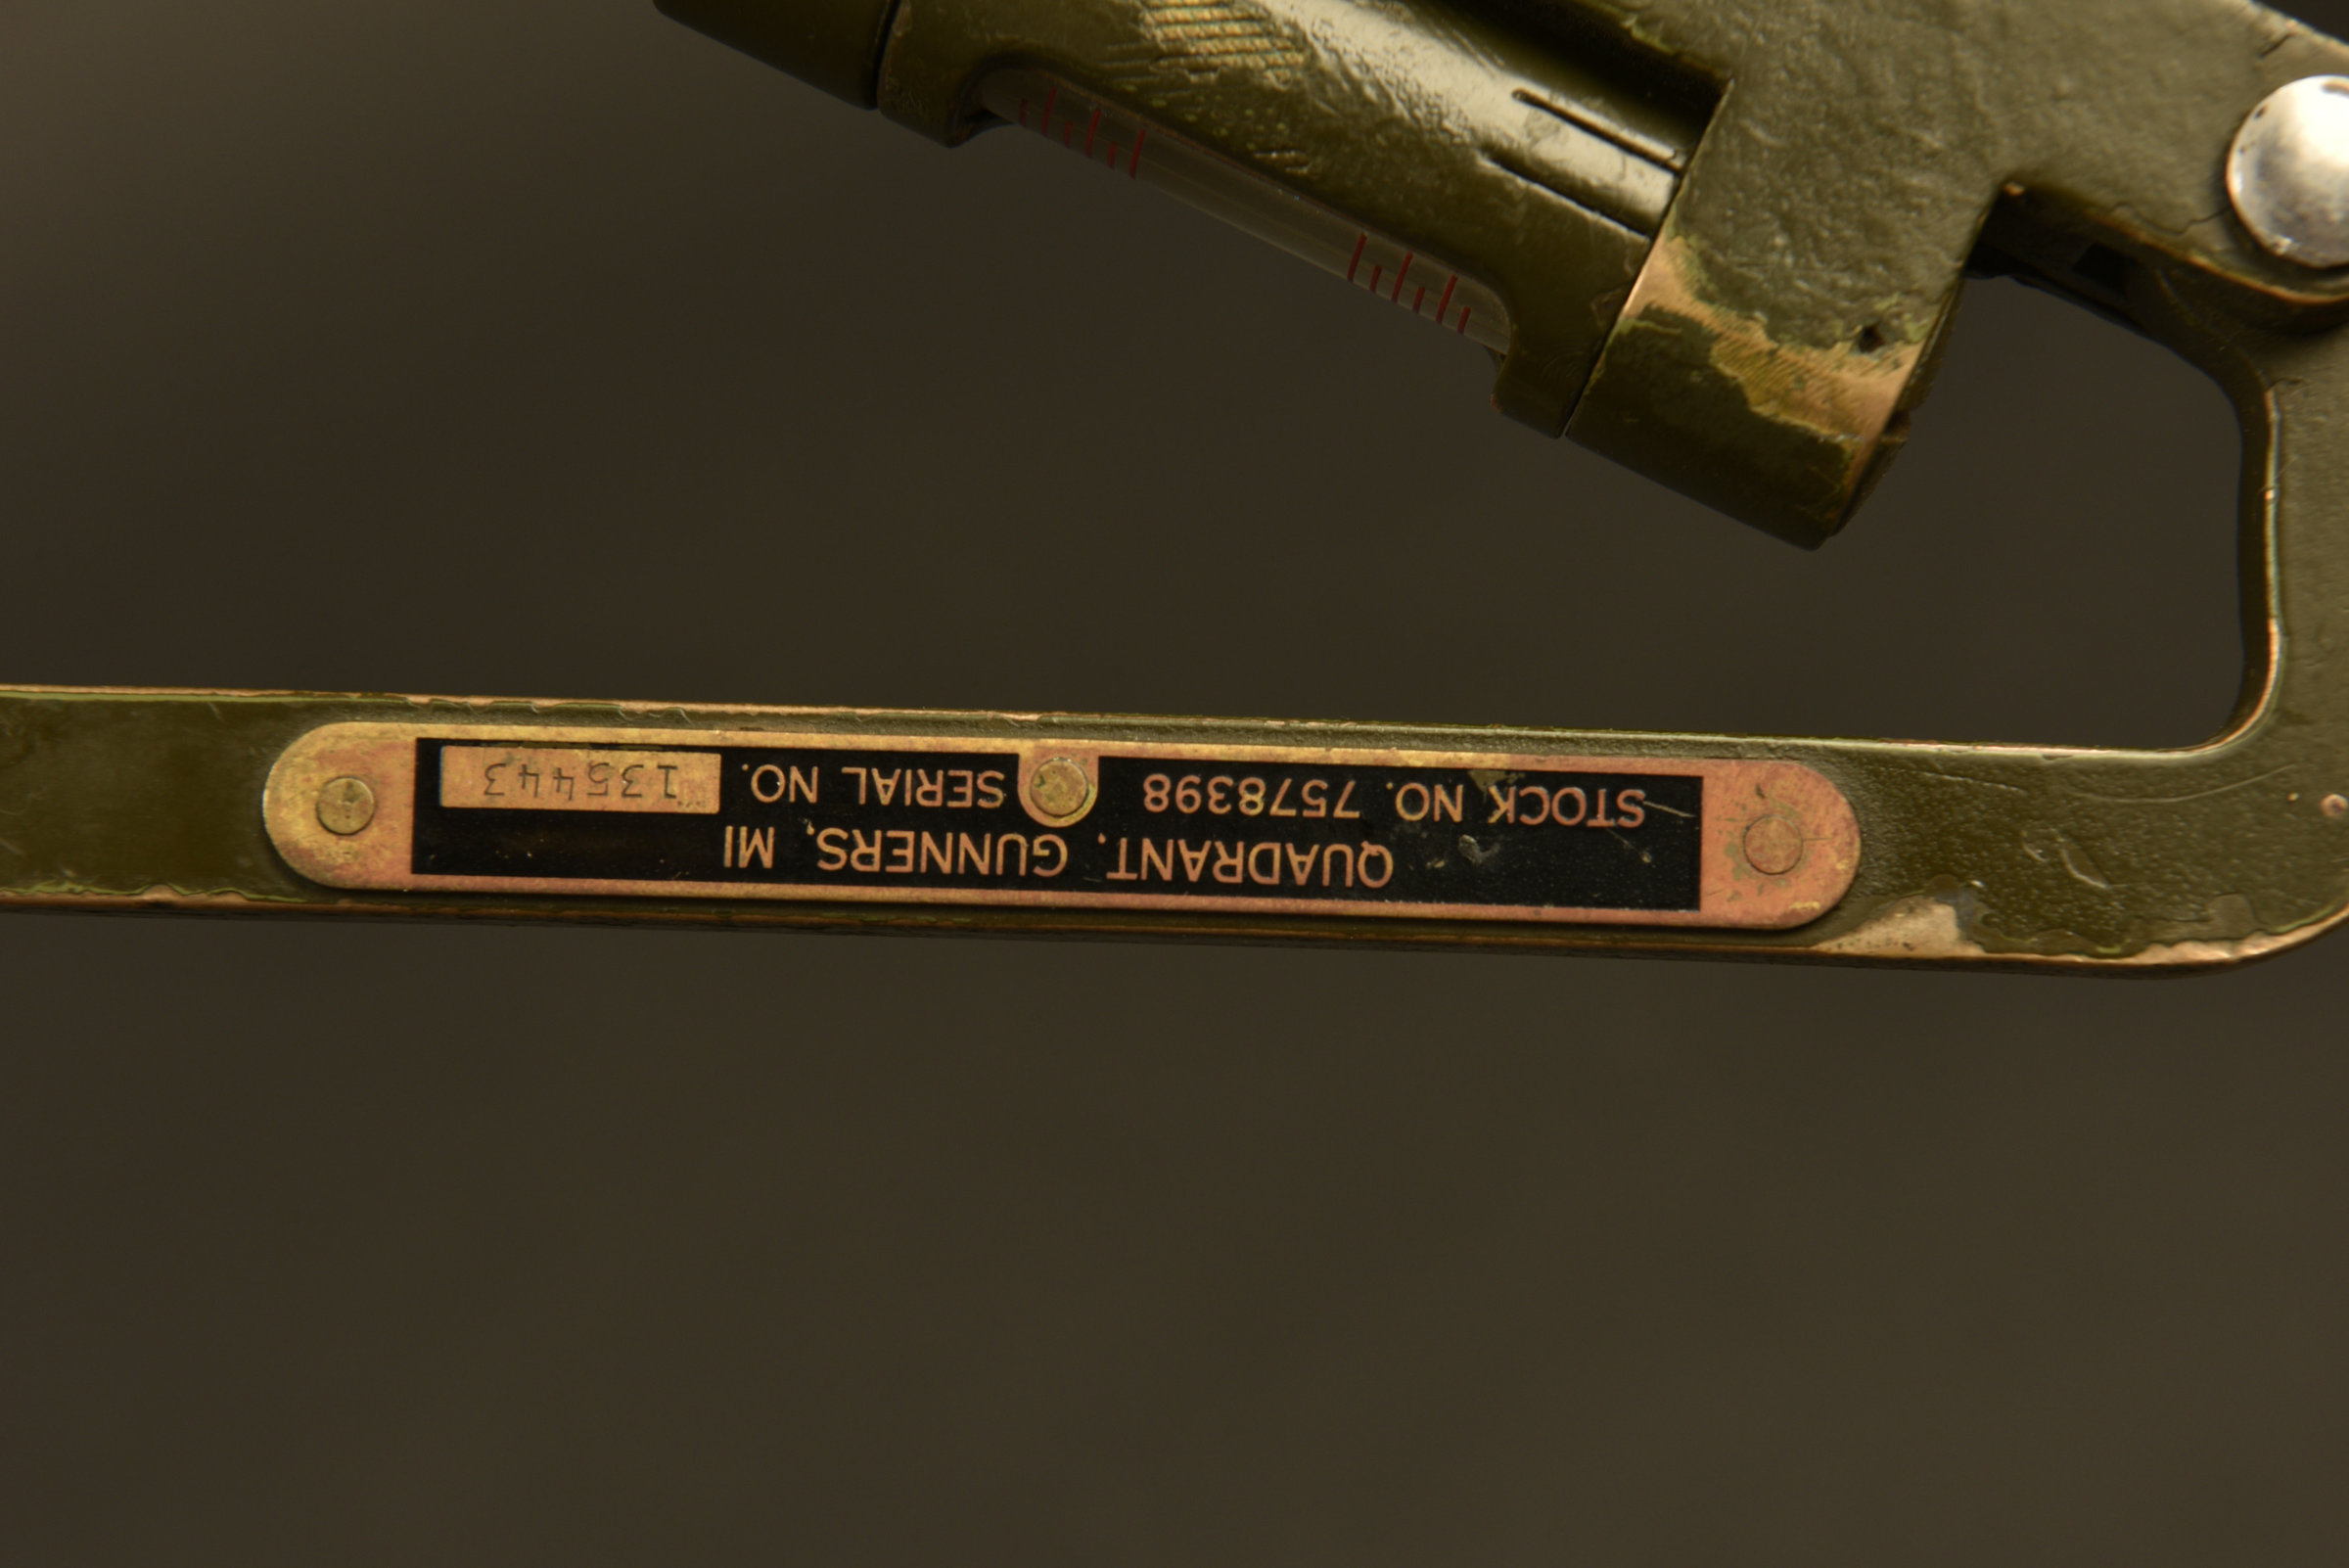 QUADRANT, GUNNERS, MI
STOCK NO. 7578398 SERIAL NO. 135443